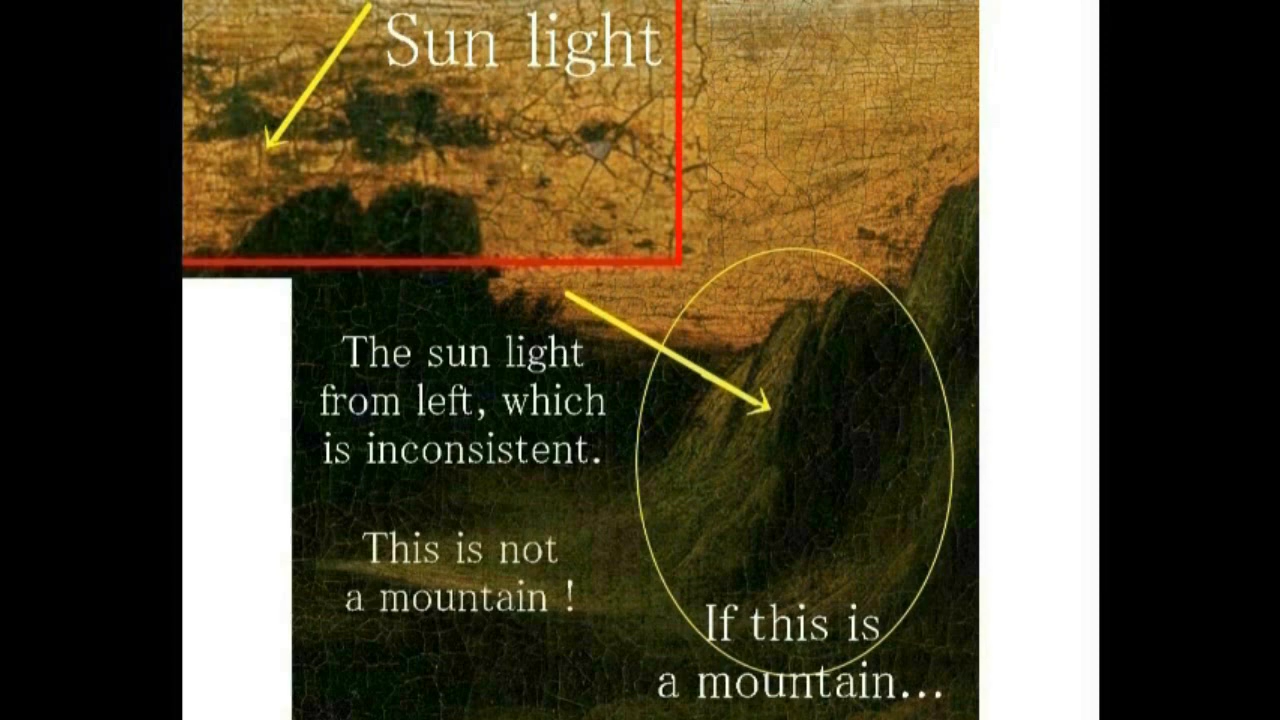 Sun light
The sun light
from left, which
is inconsistent.
This is not
a mountain !
If this is
a mountain...